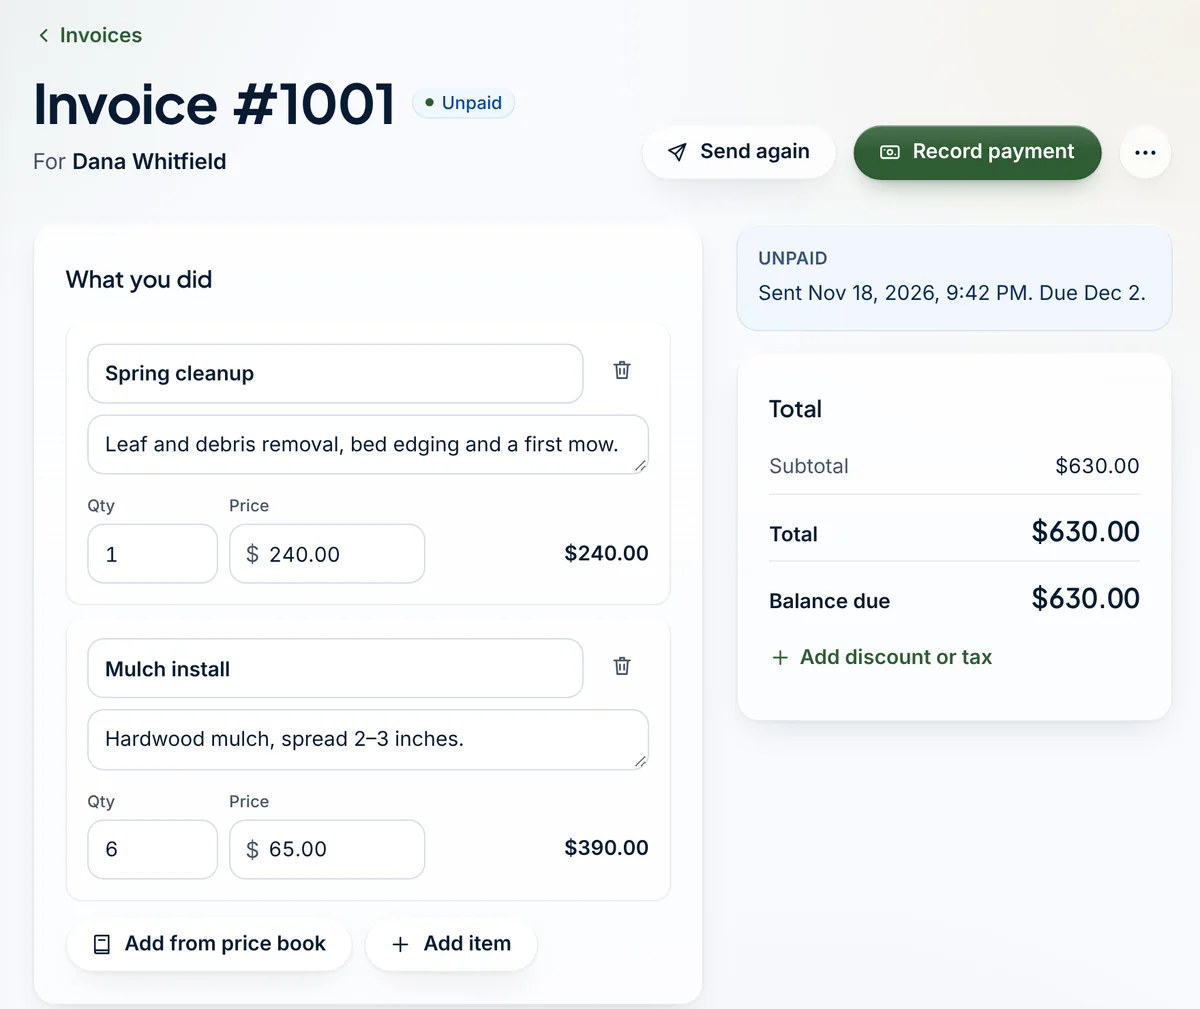 Invoices
Invoice #1001
Unpaid
For Dana Whitfield
Send again
Record payment
What you did
Spring cleanup
Leaf and debris removal, bed edging and a first mow.
Qty
Price
1
$ 240.00
$240.00
Mulch install
Hardwood mulch, spread 2–3 inches.
Qty
Price
6
$ 65.00
$390.00
Add from price book
Add item
UNPAID
Sent Nov 18, 2026, 9:42 PM. Due Dec 2.
Total
Subtotal $630.00
Total $630.00
Balance due $630.00
Add discount or tax